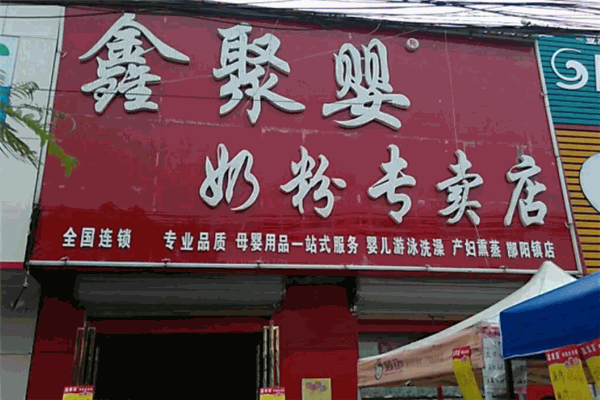 鑫聚婴®
奶粉专卖店
全国连锁 专业品质 母婴用品一站式服务 婴儿游泳洗澡 产妇熏蒸 郸阳镇店